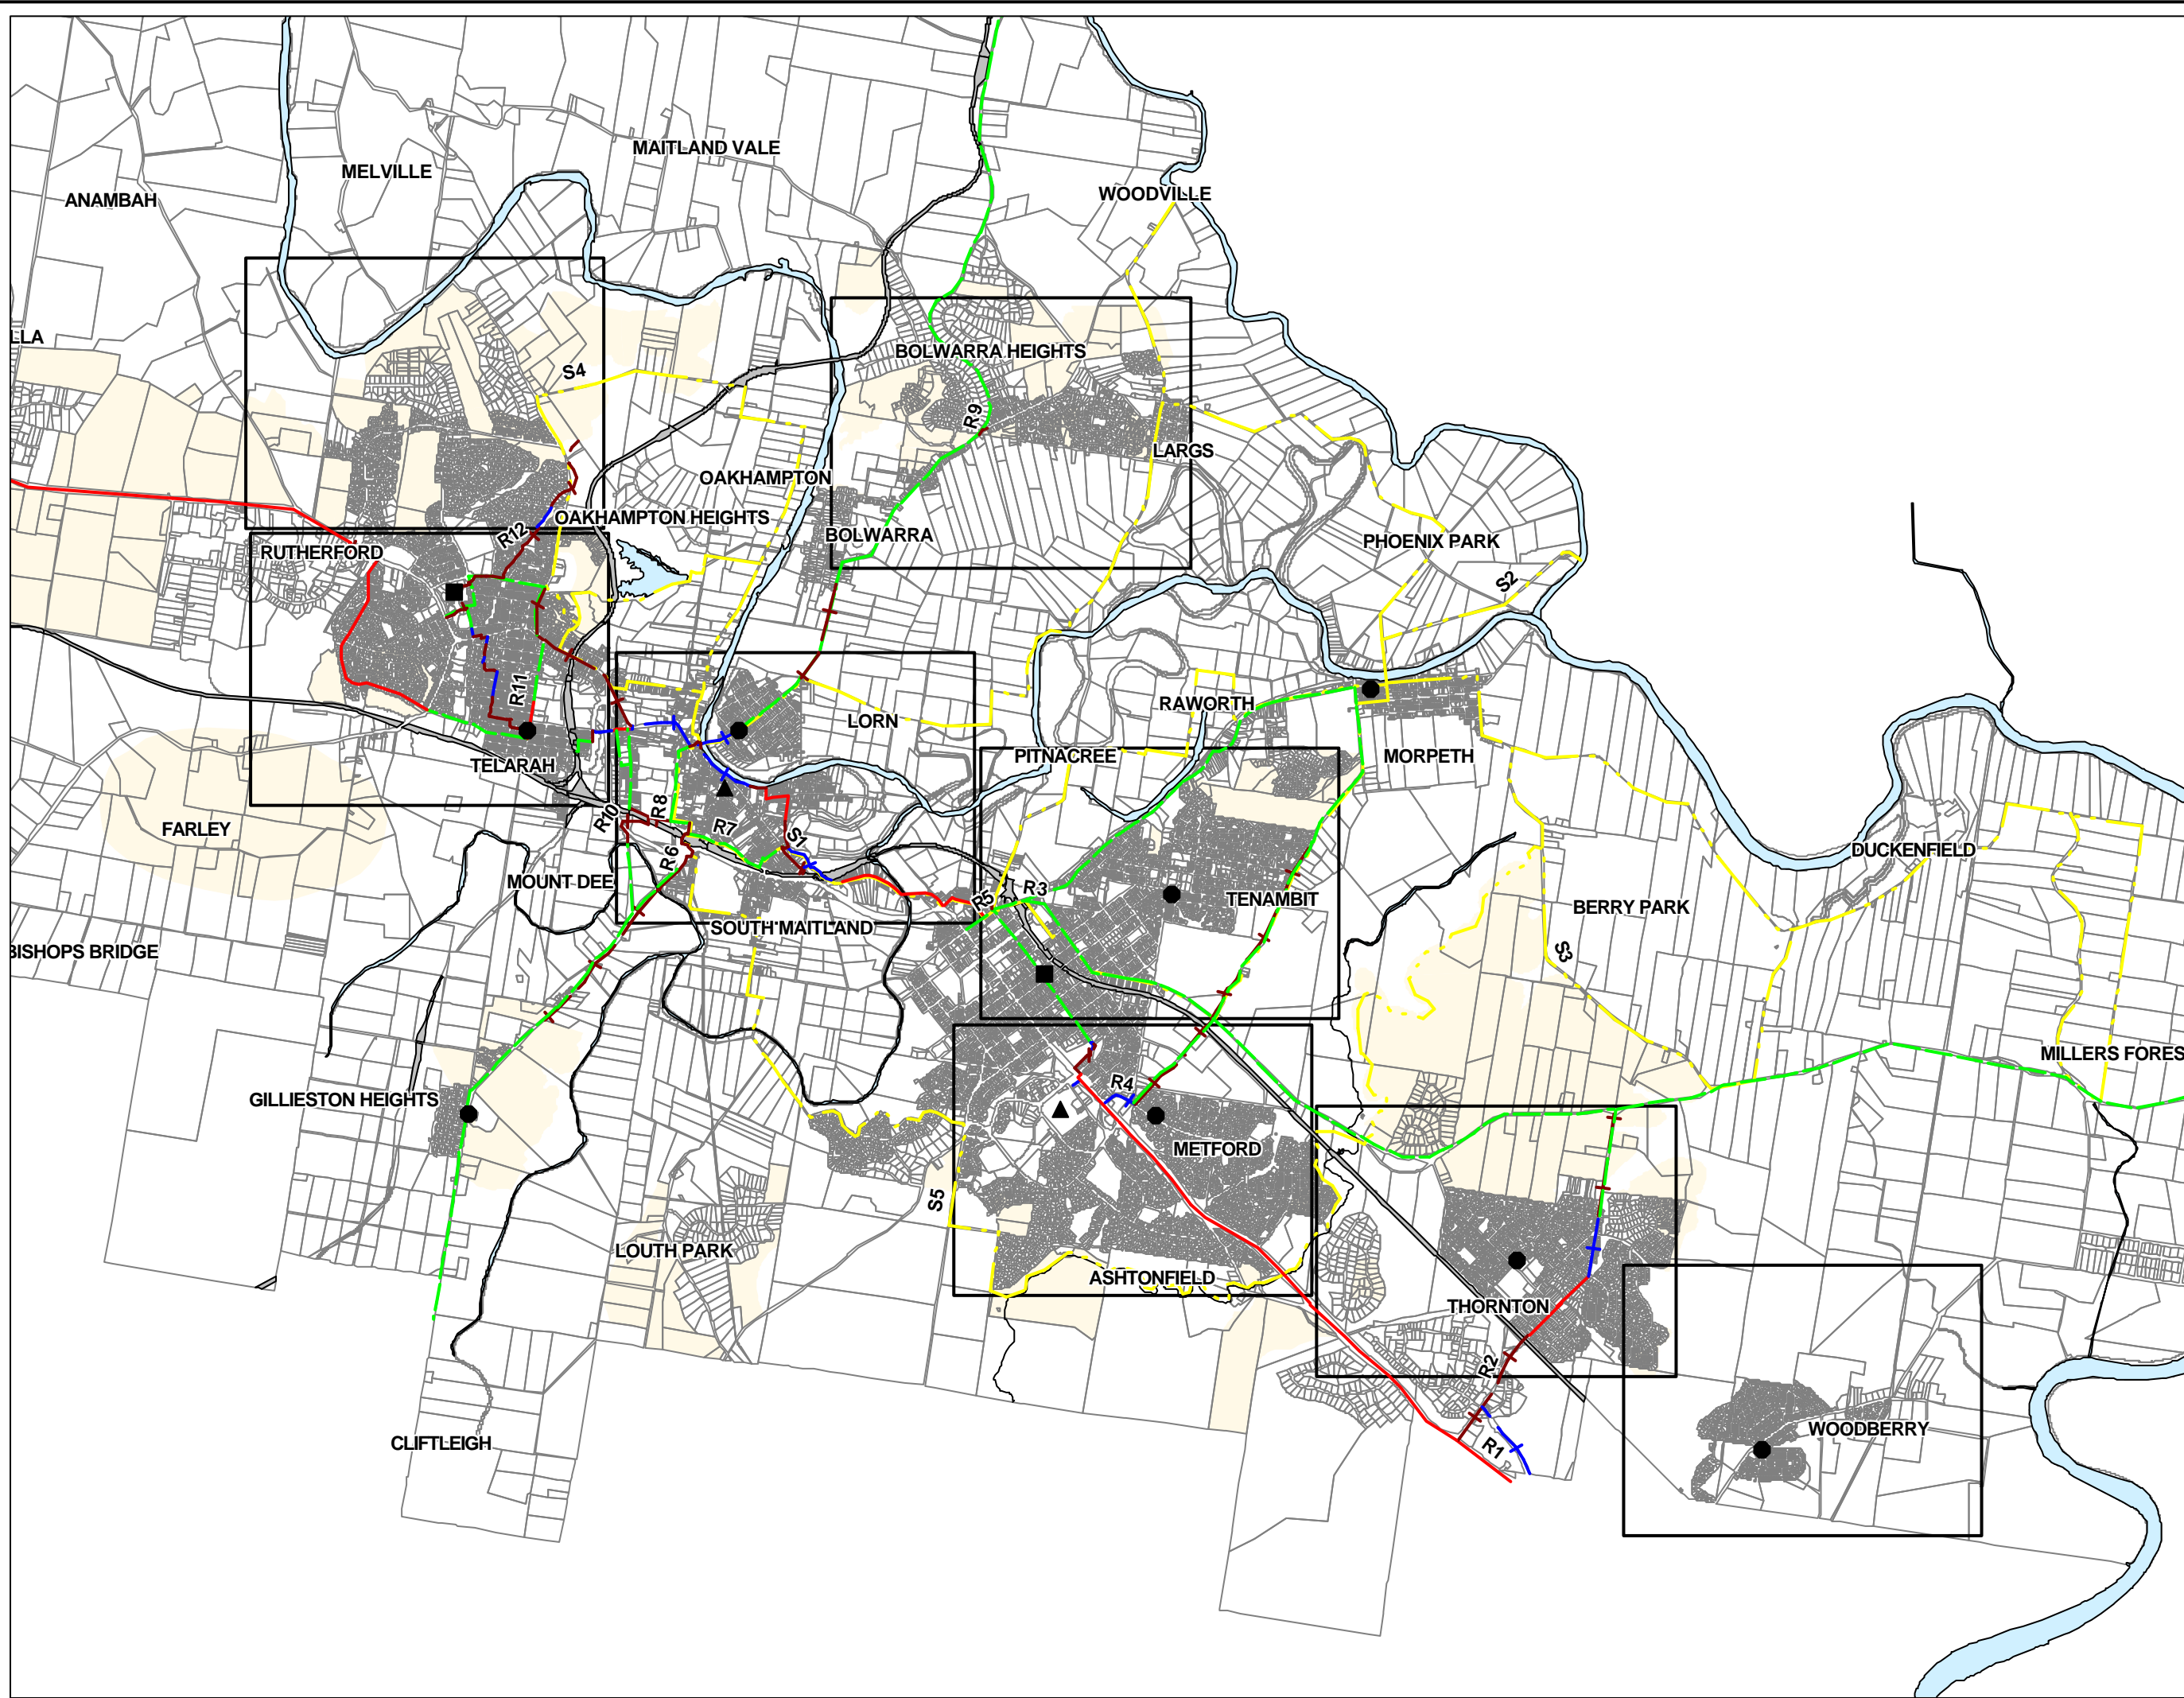 MAITLAND VALE
MELVILLE
ANAMBAH
WOODVILLE
LLA
BOLWARRA HEIGHTS
S4
R9
LARGS
OAKHAMPTON
OAKHAMPTON HEIGHTS
R12
BOLWARRA
PHOENIX PARK
RUTHERFORD
S2
R11
RAWORTH
LORN
PITNACREE
MORPETH
TELARAH
R10
R8
R7
S1
FARLEY
R6
DUCKENFIELD
MOUNT DEE
R3
R5
TENAMBIT
BERRY PARK
SOUTH MAITLAND
BISHOPS BRIDGE
S3
MILLERS FORES
R4
GILLIESTON HEIGHTS
METFORD
S5
LOUTH PARK
ASHTONFIELD
THORNTON
R2
WOODBERRY
CLIFTLEIGH
R1